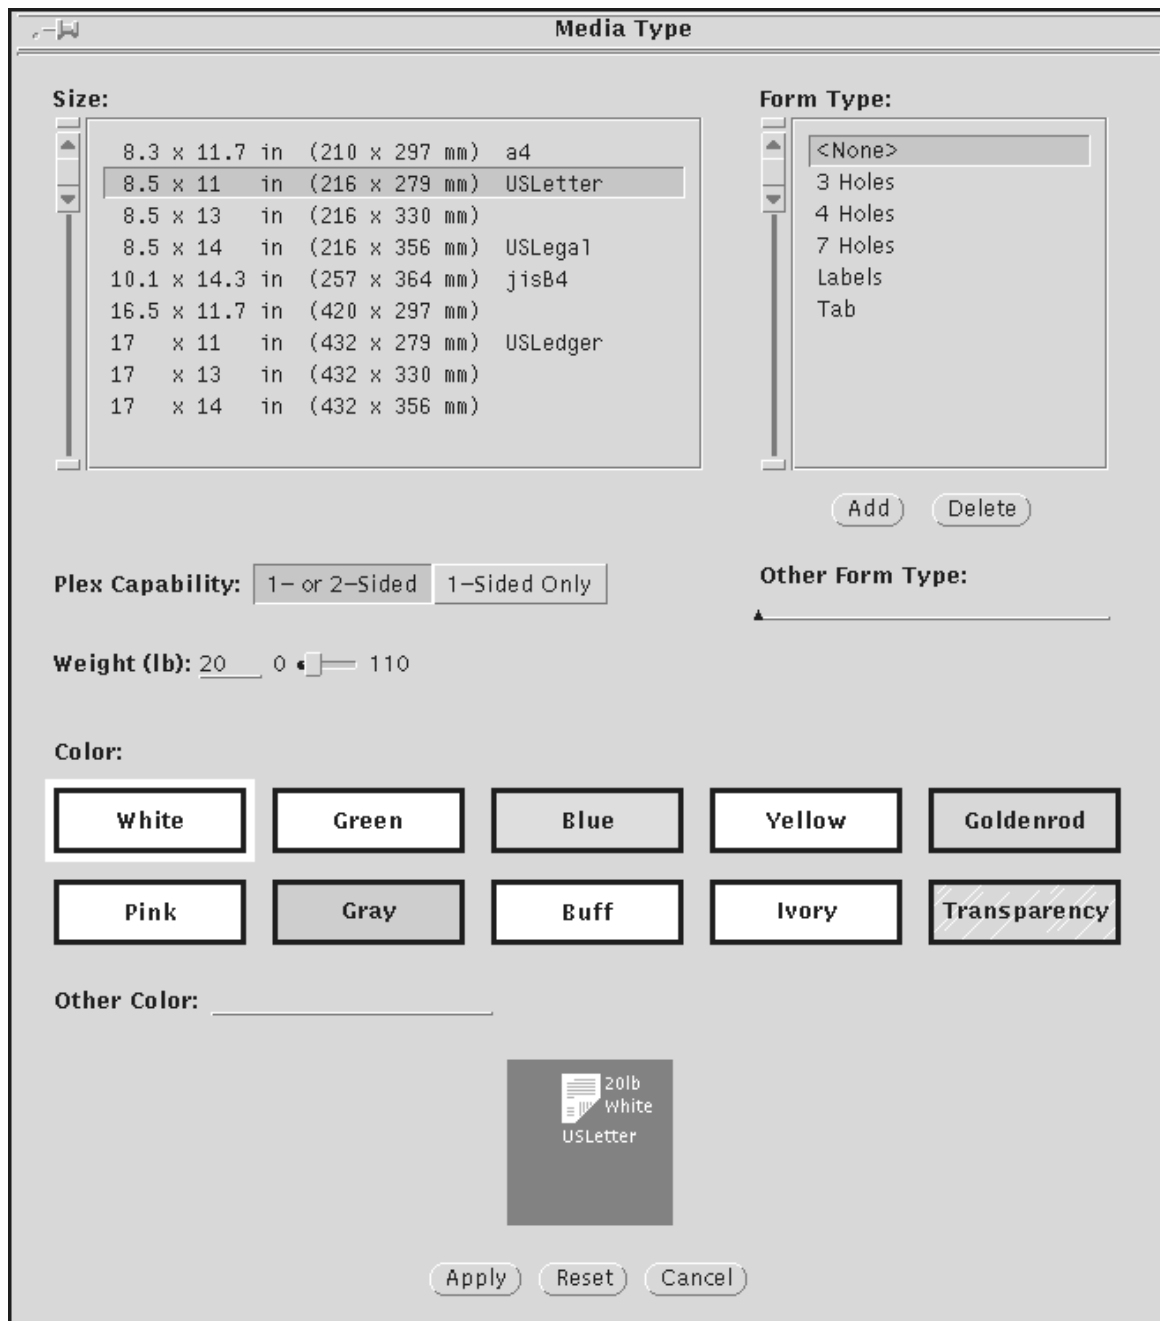 Media Type
Size:
8.3 x 11.7 in (210 x 297 mm) a4
8.5 x 11 in (216 x 279 mm) USLetter
8.5 x 13 in (216 x 330 mm)
8.5 x 14 in (216 x 356 mm) USLegal
10.1 x 14.3 in (257 x 364 mm) jisB4
16.5 x 11.7 in (420 x 297 mm)
17 x 11 in (432 x 279 mm) USLedger
17 x 13 in (432 x 330 mm)
17 x 14 in (432 x 356 mm)
Form Type:
<None>
3 Holes
4 Holes
7 Holes
Labels
Tab
Add Delete
Plex Capability: 1- or 2-Sided 1-Sided Only
Other Form Type:
Weight (lb): 20 0 110
Color:
White Green Blue Yellow Goldenrod
Pink Gray Buff Ivory Transparency
Other Color:
20lb
White
USLetter
Apply Reset Cancel